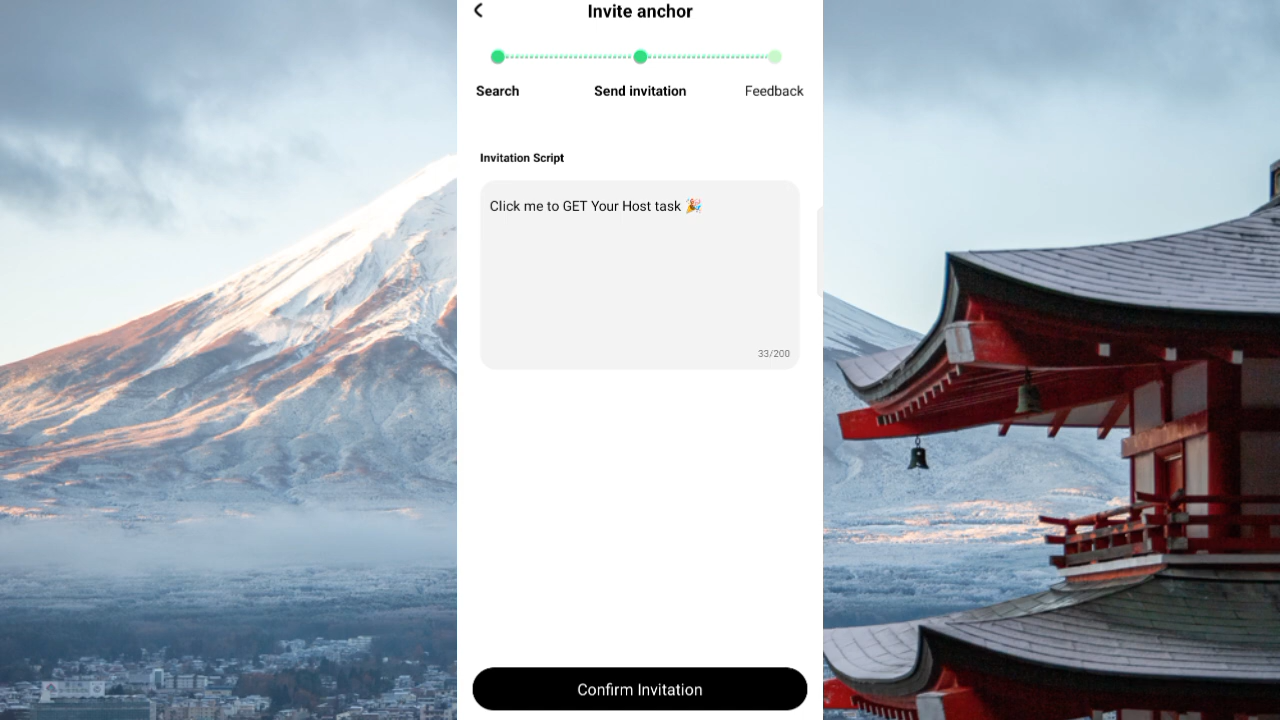 Invite anchor
Search
Send invitation
Feedback
Invitation Script
Click me to GET Your Host task 🎉
33/200
Confirm Invitation